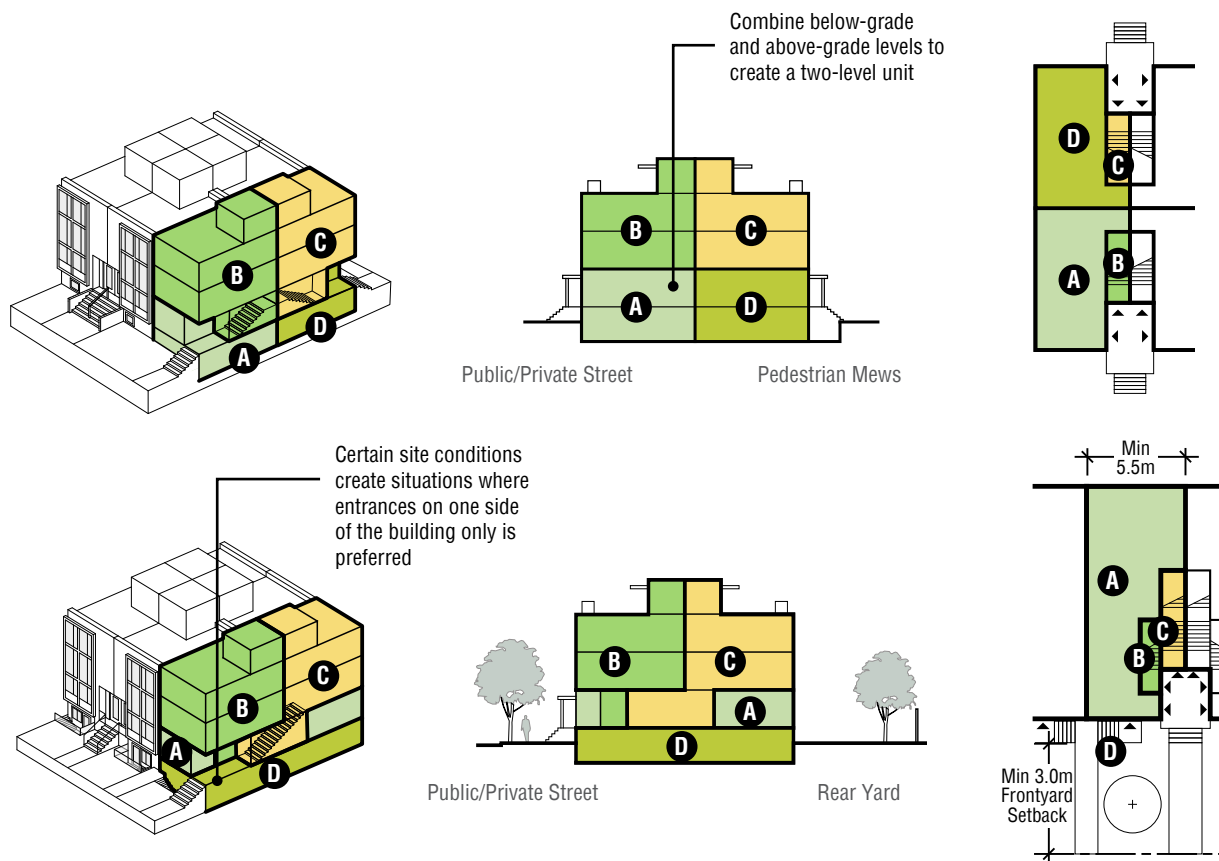 Combine below-grade
and above-grade levels to
create a two-level unit
B
C
A
D
B
C
A
D
Public/Private Street
Pedestrian Mews
D
C
B
A
Certain site conditions
create situations where
entrances on one side
of the building only is
preferred
B
C
A
D
B
C
A
D
Public/Private Street
Rear Yard
Min
5.5m
A
C
B
D
Min 3.0m
Frontyard
Setback